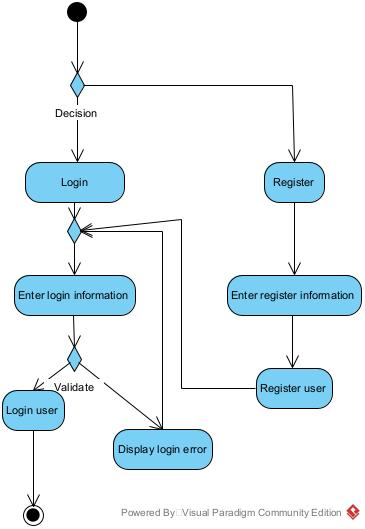 Decision
Login
Register
Enter login information
Enter register information
Validate
Register user
Login user
Display login error
Powered By Visual Paradigm Community Edition